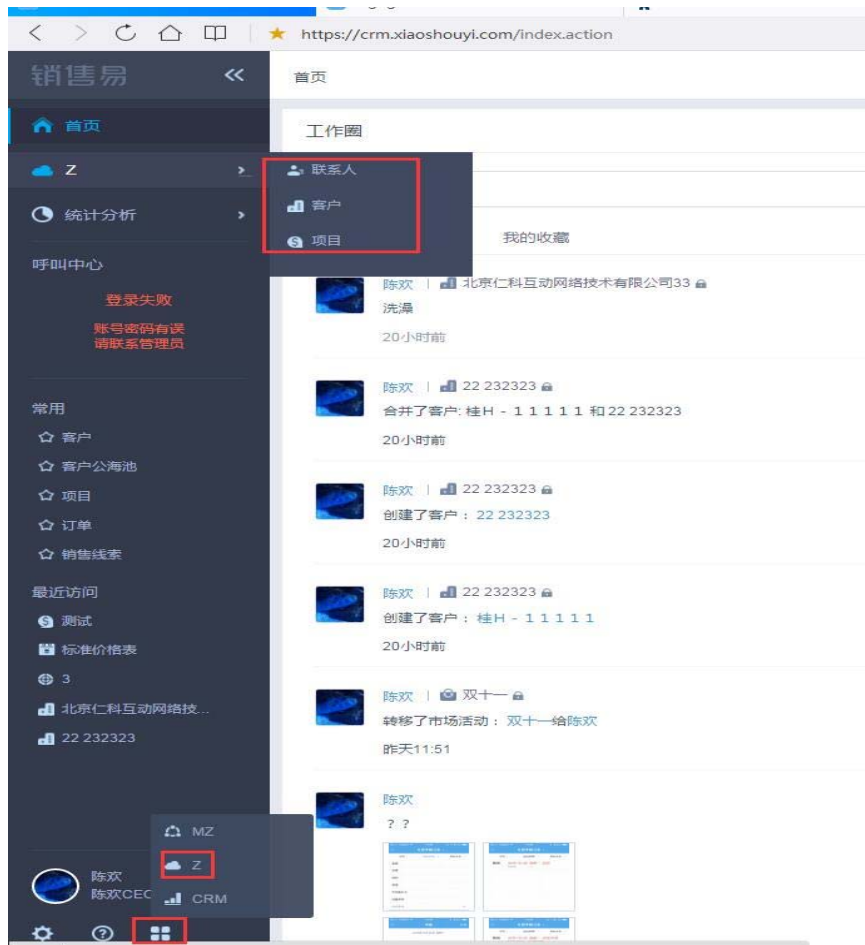 https://crm.xiaoshouyi.com/index.action
销售易
首页
首页
工作圈
Z
联系人
客户
项目
统计分析
我的收藏
呼叫中心
登录失败
账号密码有误
请联系管理员
常用
客户
客户公海池
项目
订单
销售线索
最近访问
测试
标准价格表
3
北京仁科互动网络技...
22 232323
MZ
Z
CRM
陈欢
陈欢CEO
陈欢 | 北京仁科互动网络技术有限公司33
洗澡
20小时前
陈欢 | 22 232323
合并了客户: 桂H - 1 1 1 1 1 和 22 232323
20小时前
陈欢 | 22 232323
创建了客户： 22 232323
20小时前
陈欢 | 22 232323
创建了客户： 桂H - 1 1 1 1 1
20小时前
陈欢 | 双十一
转移了市场活动： 双十一给陈欢
昨天11:51
陈欢
? ?